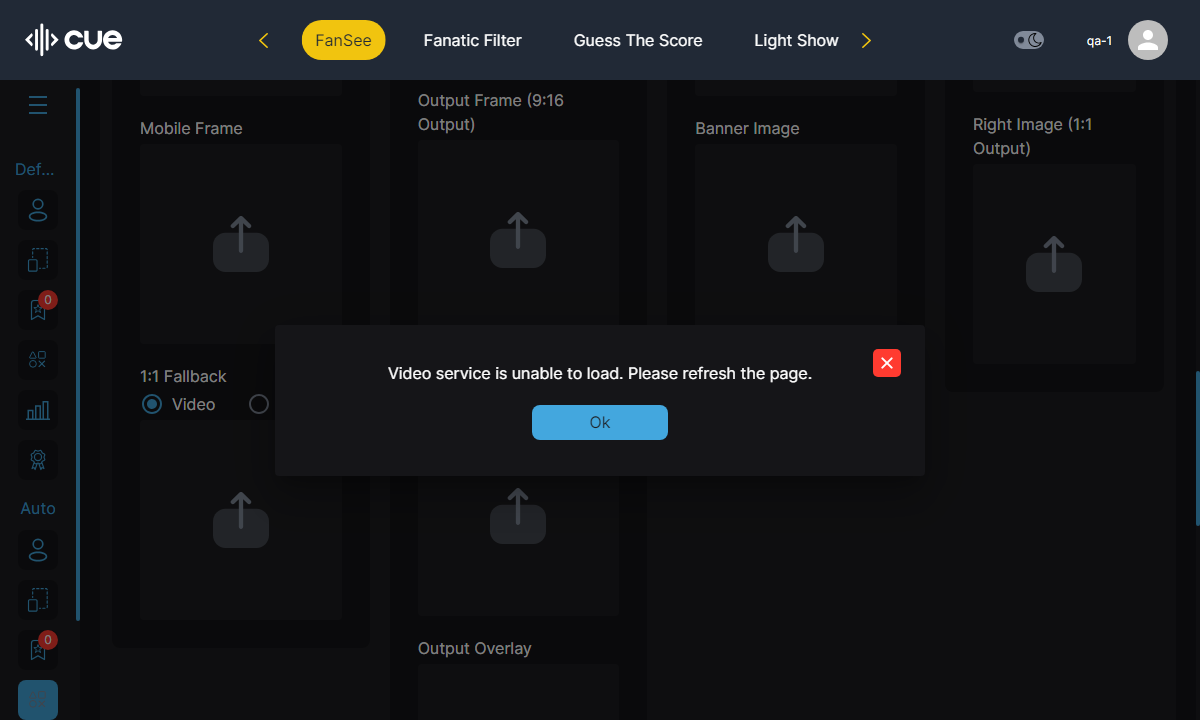 cue
FanSee
Fanatic Filter
Guess The Score
Light Show
qa-1
Def...
0
Auto
0
Mobile Frame
1:1 Fallback
Video
Output Frame (9:16
Output)
Output Overlay
Banner Image
Right Image (1:1
Output)
Video service is unable to load. Please refresh the page.
Ok